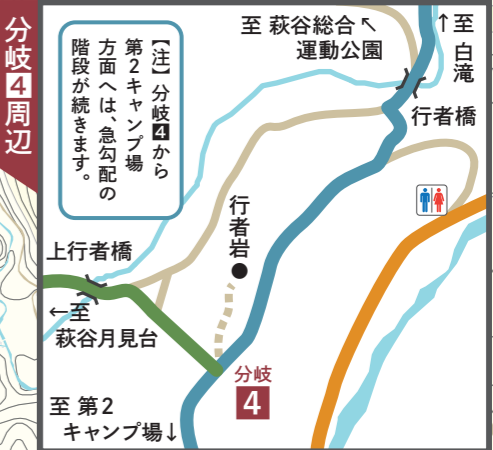 分岐4周辺
【注】分岐4から
第2キャンプ場
方面へは、急勾配の
階段が続きます。
至 萩谷総合↖
運動公園
↑至白滝
行者橋
行者岩
上行者橋
←至
萩谷月見台
分岐
4
至 第2
キャンプ場↓